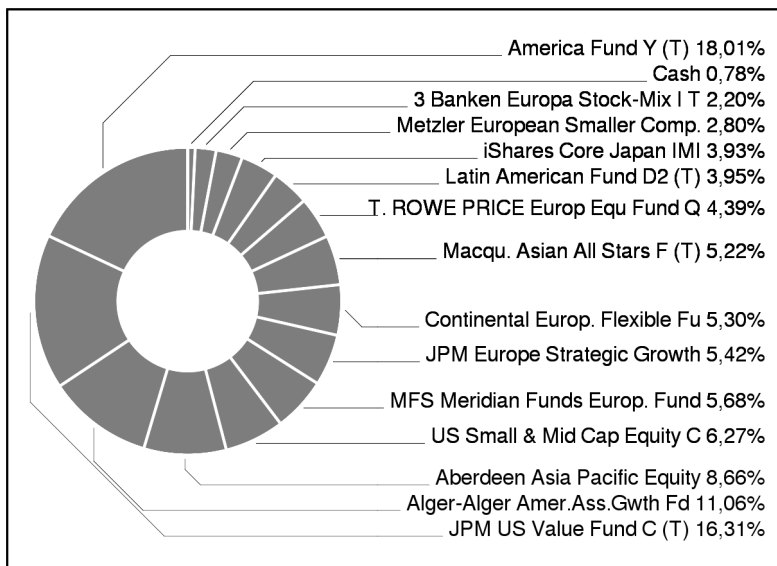 America Fund Y (T) 18,01%
Cash 0,78%
3 Banken Europa Stock-Mix I T 2,20%
Metzler European Smaller Comp. 2,80%
iShares Core Japan IMI 3,93%
Latin American Fund D2 (T) 3,95%
T. ROWE PRICE Europ Equ Fund Q 4,39%
Macqu. Asian All Stars F (T) 5,22%
Continental Europ. Flexible Fu 5,30%
JPM Europe Strategic Growth 5,42%
MFS Meridian Funds Europ. Fund 5,68%
US Small & Mid Cap Equity C 6,27%
Aberdeen Asia Pacific Equity 8,66%
Alger-Alger Amer.Ass.Gwth Fd 11,06%
JPM US Value Fund C (T) 16,31%